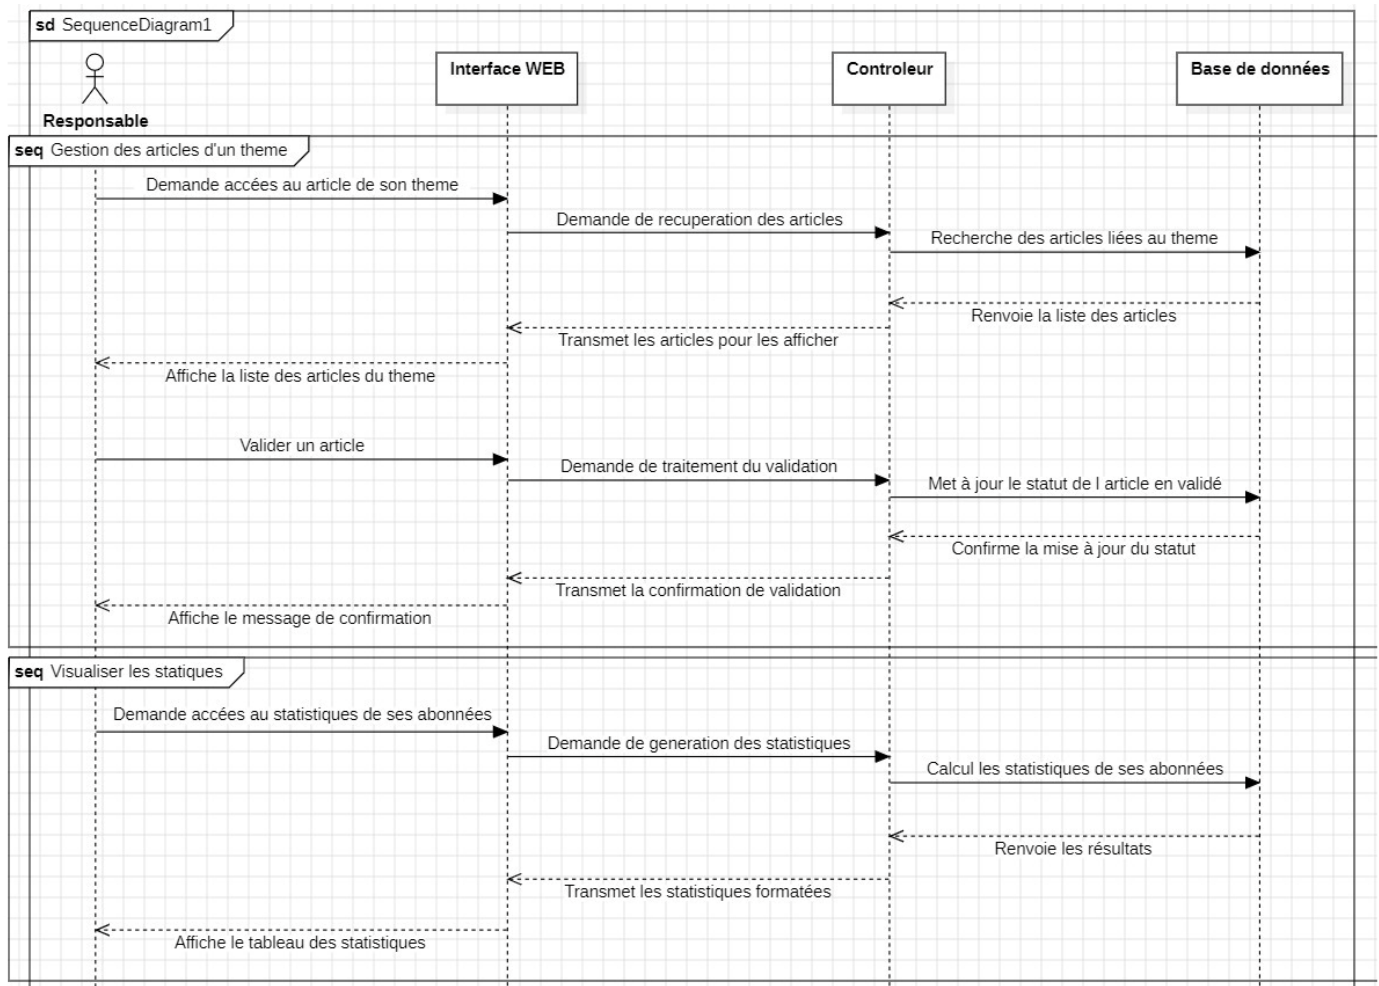 sd SequenceDiagram1
Interface WEB
Controleur
Base de données
Responsable
seq Gestion des articles d'un theme
Demande accées au article de son theme
Demande de recuperation des articles
Recherche des articles liées au theme
Renvoie la liste des articles
Transmet les articles pour les afficher
Affiche la liste des articles du theme
Valider un article
Demande de traitement du validation
Met à jour le statut de l article en validé
Confirme la mise à jour du statut
Transmet la confirmation de validation
Affiche le message de confirmation
seq Visualiser les statiques
Demande accées au statistiques de ses abonnées
Demande de generation des statistiques
Calcul les statistiques de ses abonnées
Renvoie les résultats
Transmet les statistiques formatées
Affiche le tableau des statistiques